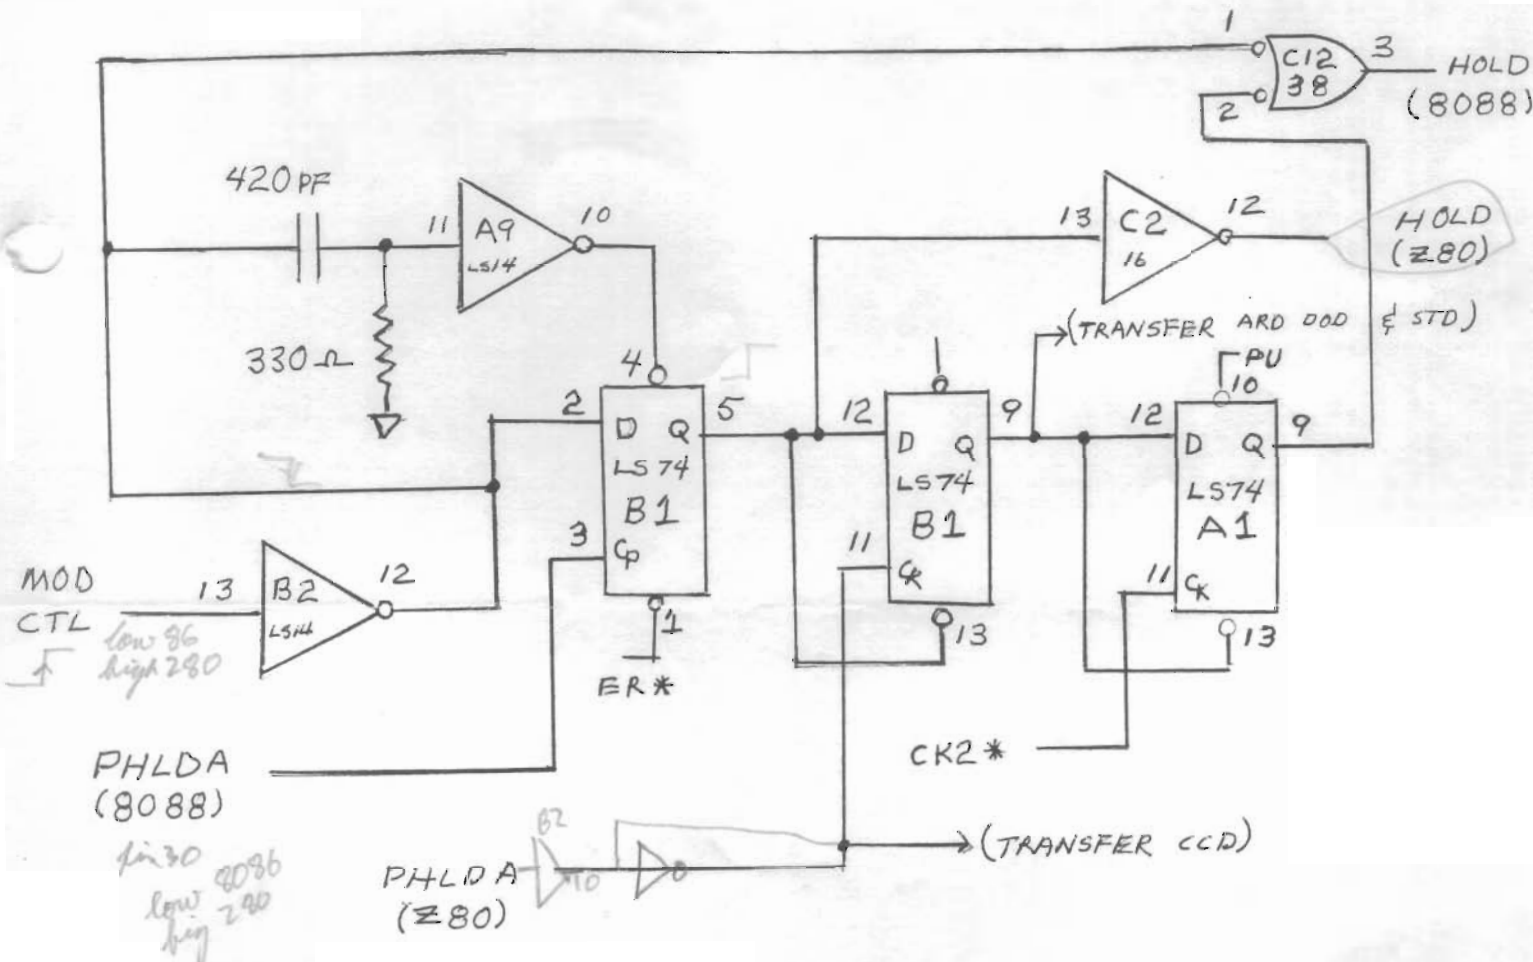 1
C12
38
3
HOLD
(8088)
2
420PF
11
A9
LS14
10
330Ω
4
13
C2
16
12
HOLD
(Z80)
(TRANSFER ARD DOD & STD)
PU
10
2
D
Q
5
LS74
B1
3
CP
1
ER*
12
D
Q
9
LS74
B1
11
CK
13
12
D
Q
9
LS74
A1
11
CK
13
MOD
CTL
13
B2
LS14
12
low 86
high Z80
PHLDA
(8088)
pin 30
low 8086
Z80
CK2*
B2
10
PHLDA
(Z80)
(TRANSFER CCD)